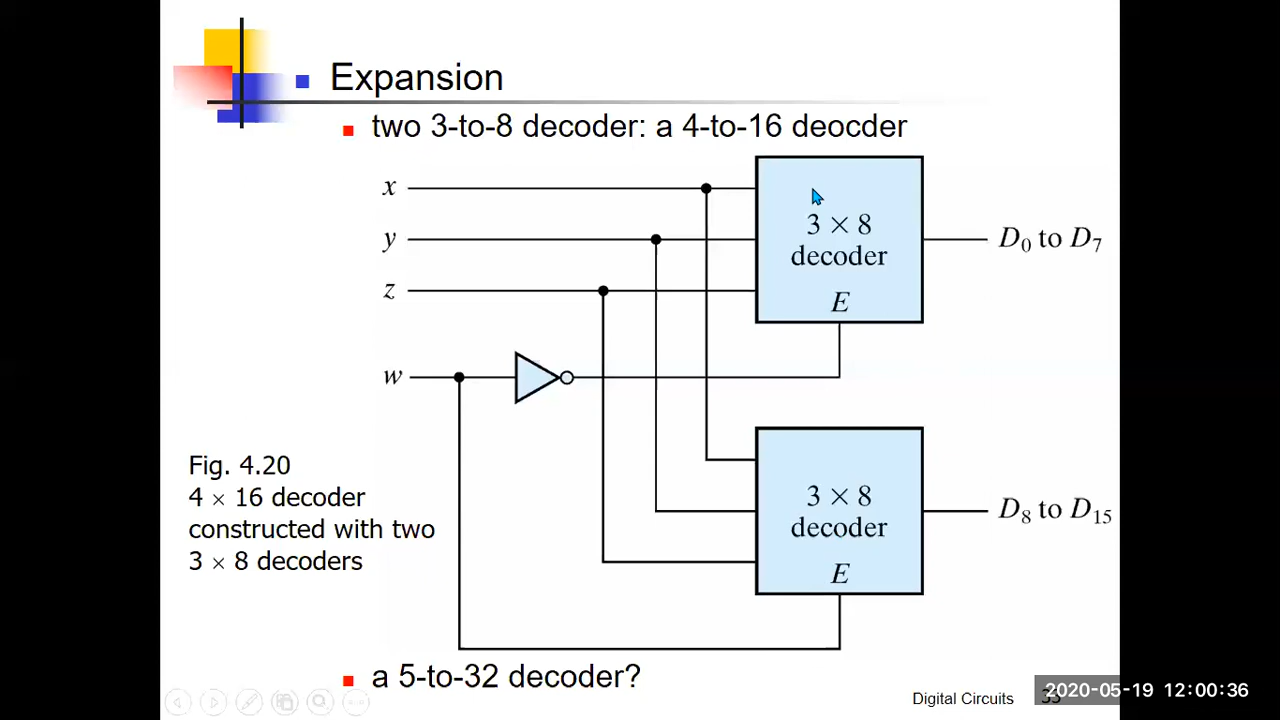 Expansion
two 3-to-8 decoder: a 4-to-16 deocder
x
y
z
w
3 × 8
decoder
E
D0 to D7
3 × 8
decoder
E
D8 to D15
Fig. 4.20
4 × 16 decoder
constructed with two
3 × 8 decoders
a 5-to-32 decoder?
Digital Circuits
2020-05-19 12:00:36